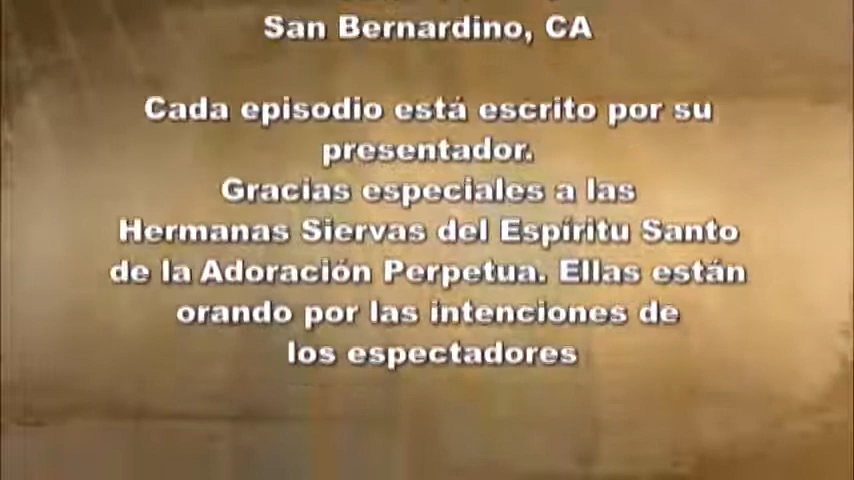 San Bernardino, CA
Cada episodio está escrito por su
presentador.
Gracias especiales a las
Hermanas Siervas del Espíritu Santo
de la Adoración Perpetua. Ellas están
orando por las intenciones de
los espectadores